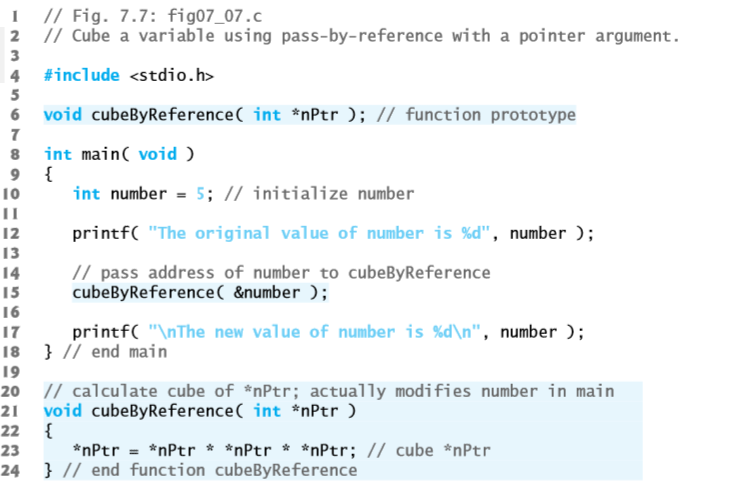 1 // Fig. 7.7: fig07_07.c
2 // Cube a variable using pass-by-reference with a pointer argument.
3
4 #include <stdio.h>
5
6 void cubeByReference( int *nPtr ); // function prototype
7
8 int main( void )
9 {
10    int number = 5; // initialize number
11
12    printf( "The original value of number is %d", number );
13
14    // pass address of number to cubeByReference
15    cubeByReference( &number );
16
17    printf( "\nThe new value of number is %d\n", number );
18 } // end main
19
20 // calculate cube of *nPtr; actually modifies number in main
21 void cubeByReference( int *nPtr )
22 {
23    *nPtr = *nPtr * *nPtr * *nPtr; // cube *nPtr
24 } // end function cubeByReference